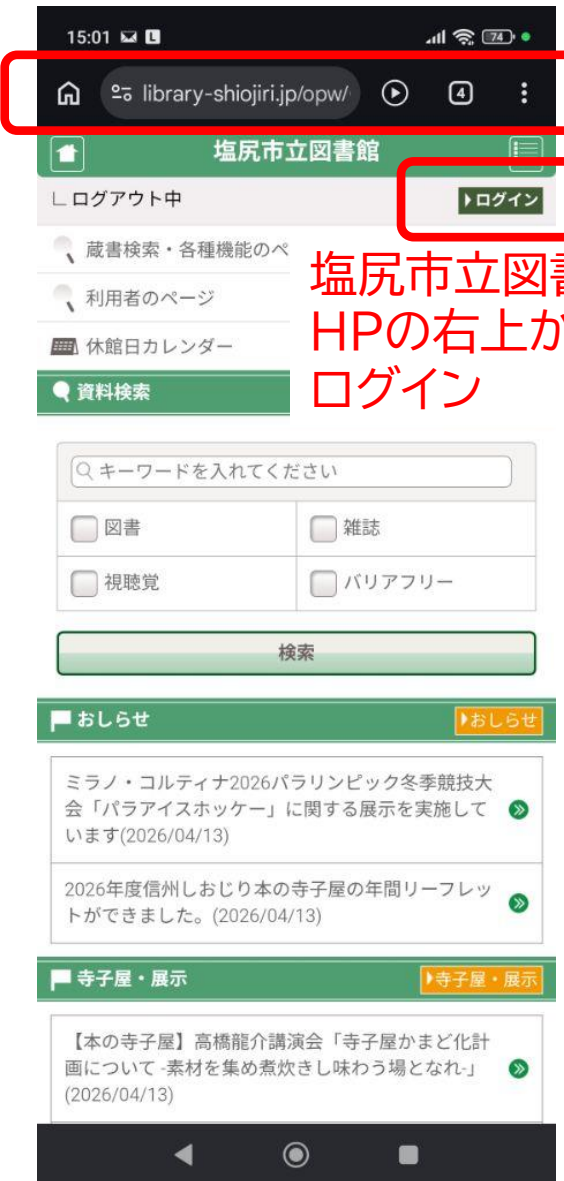 15:01
74
library-shiojiri.jp/opw/
4
塩尻市立図書館
ログアウト中
ログイン
蔵書検索・各種機能のペ
利用者のページ
休館日カレンダー
塩尻市立図書
HPの右上か
ログイン
資料検索
キーワードを入れてください
図書
雑誌
視聴覚
バリアフリー
検索
おしらせ
おしらせ
ミラノ・コルティナ2026パラリンピック冬季競技大
会「パラアイスホッケー」に関する展示を実施して
います(2026/04/13)
2026年度信州しおじり本の寺子屋の年間リーフレッ
トができました。(2026/04/13)
寺子屋・展示
寺子屋・展示
【本の寺子屋】高橋龍介講演会「寺子屋かまど化計
画について -素材を集め煮炊きし味わう場となれ-」
(2026/04/13)